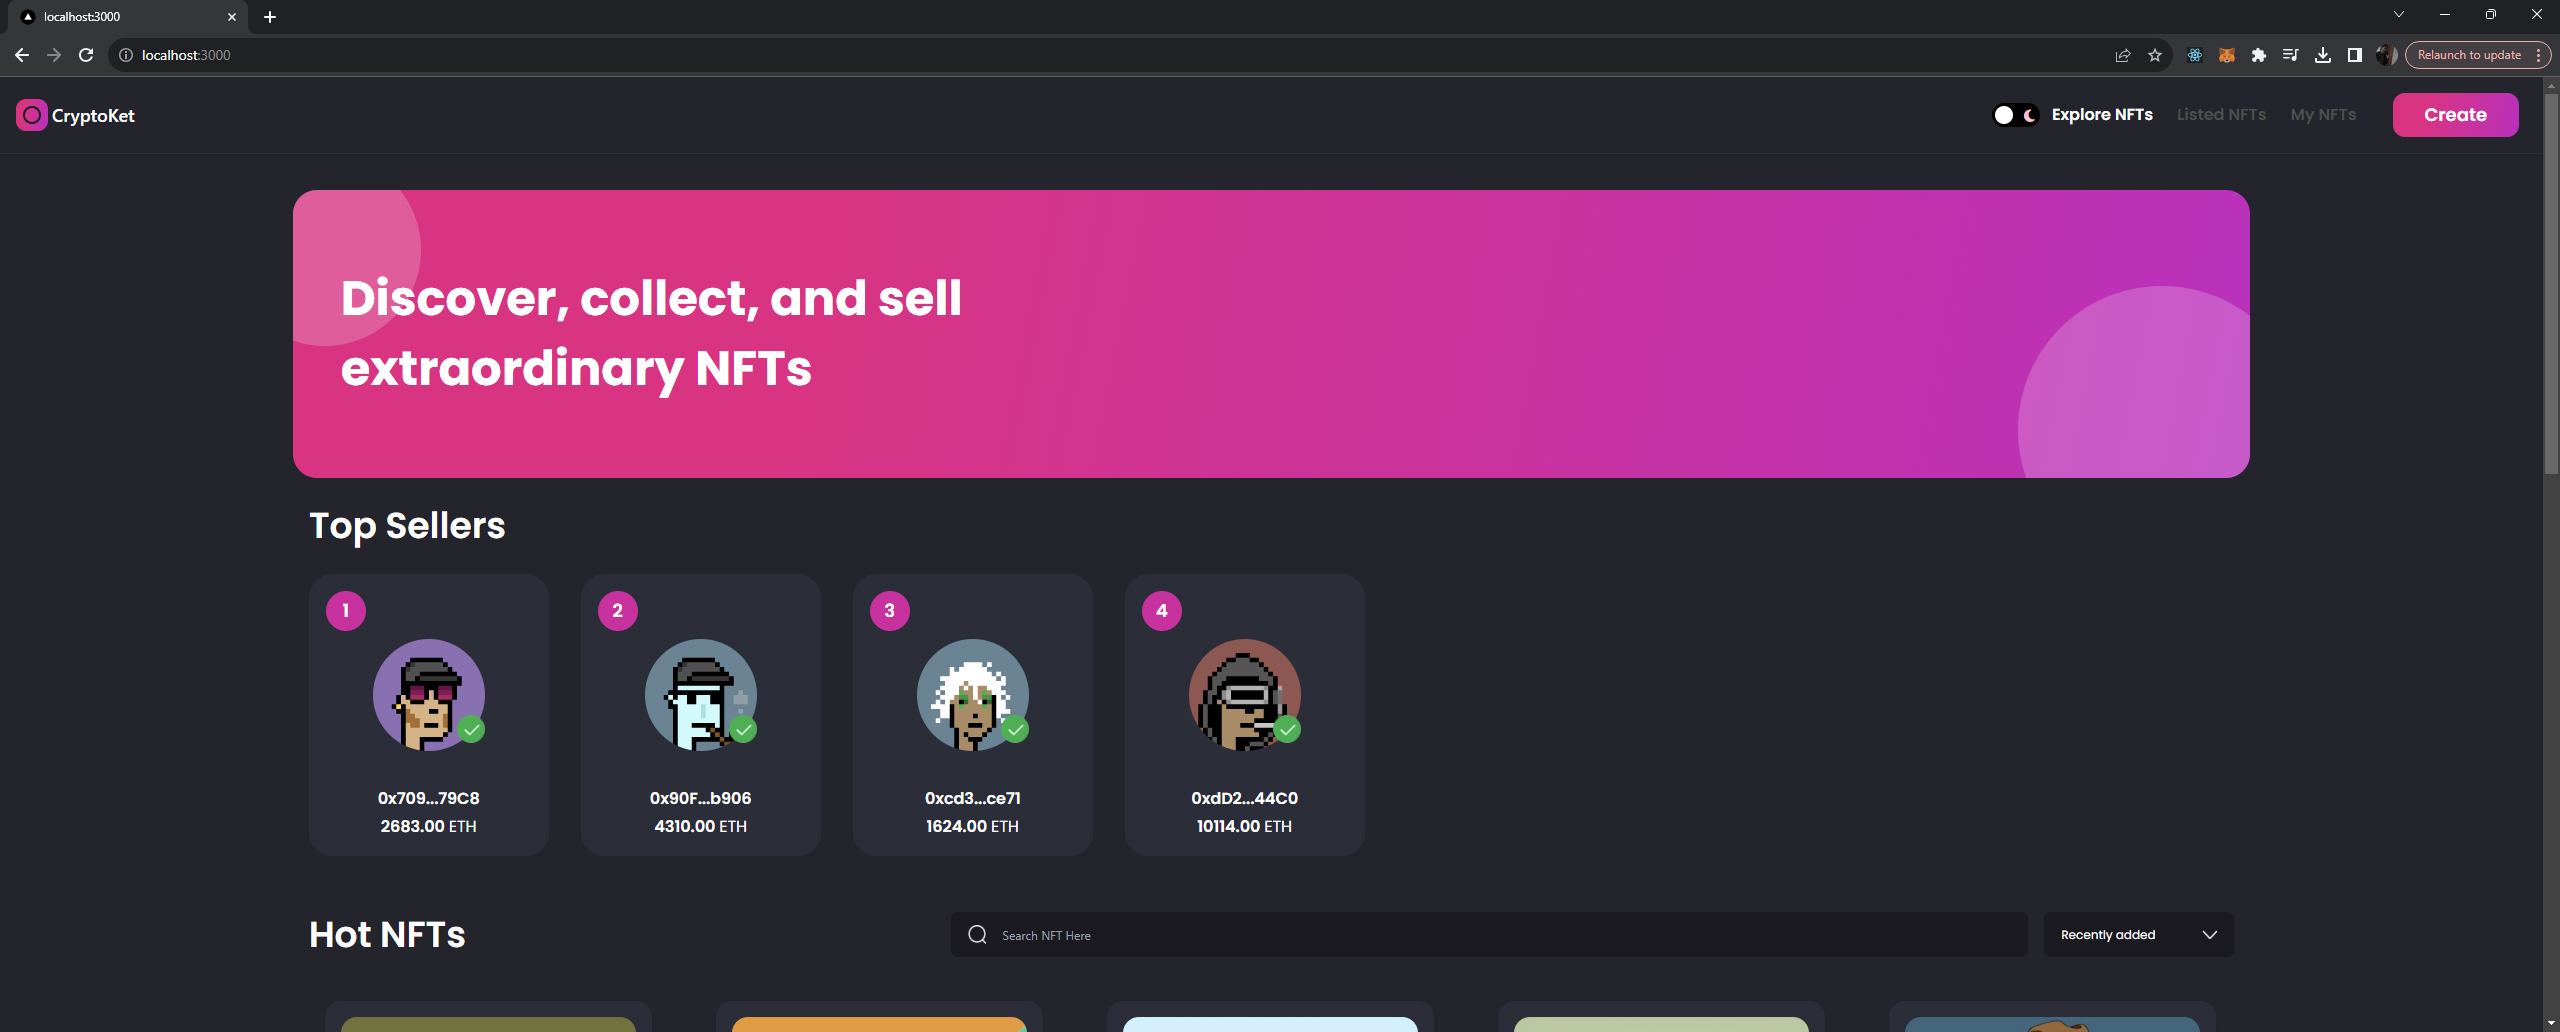 localhost:3000
localhost:3000
Relaunch to update
CryptoKet
Explore NFTs
Listed NFTs
My NFTs
Create
Discover, collect, and sell
extraordinary NFTs
Top Sellers
1
2
3
4
0x709...79C8
2683.00 ETH
0x90F...b906
4310.00 ETH
0xcd3...ce71
1624.00 ETH
0xdD2...44C0
10114.00 ETH
Hot NFTs
Search NFT Here
Recently added